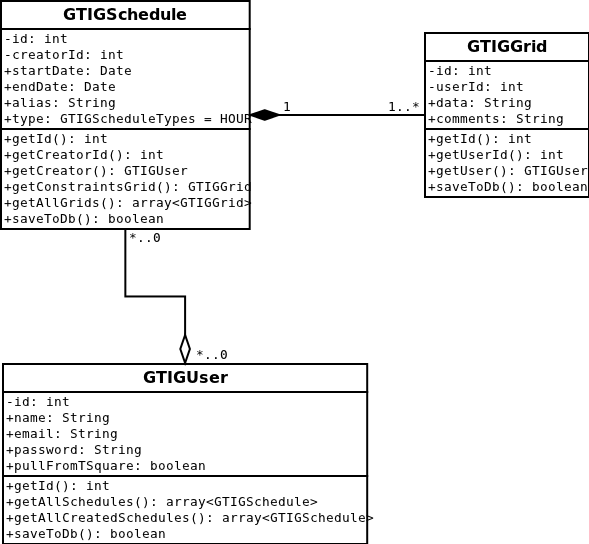 GTIGSchedule
-id: int
-creatorId: int
+startDate: Date
+endDate: Date
+alias: String
+type: GTIGScheduleTypes = HOUR
+getId(): int
+getCreatorId(): int
+getCreator(): GTIGUser
+getConstraintsGrid(): GTIGGrid
+getAllGrids(): array<GTIGGrid>
+saveToDb(): boolean
1
1..*
GTIGGrid
-id: int
-userId: int
+data: String
+comments: String
+getId(): int
+getUserId(): int
+getUser(): GTIGUser
+saveToDb(): boolean
*..0
*..0
GTIGUser
-id: int
+name: String
+email: String
+password: String
+pullFromTSquare: boolean
+getId(): int
+getAllSchedules(): array<GTIGSchedule>
+getAllCreatedSchedules(): array<GTIGSchedule>
+saveToDb(): boolean